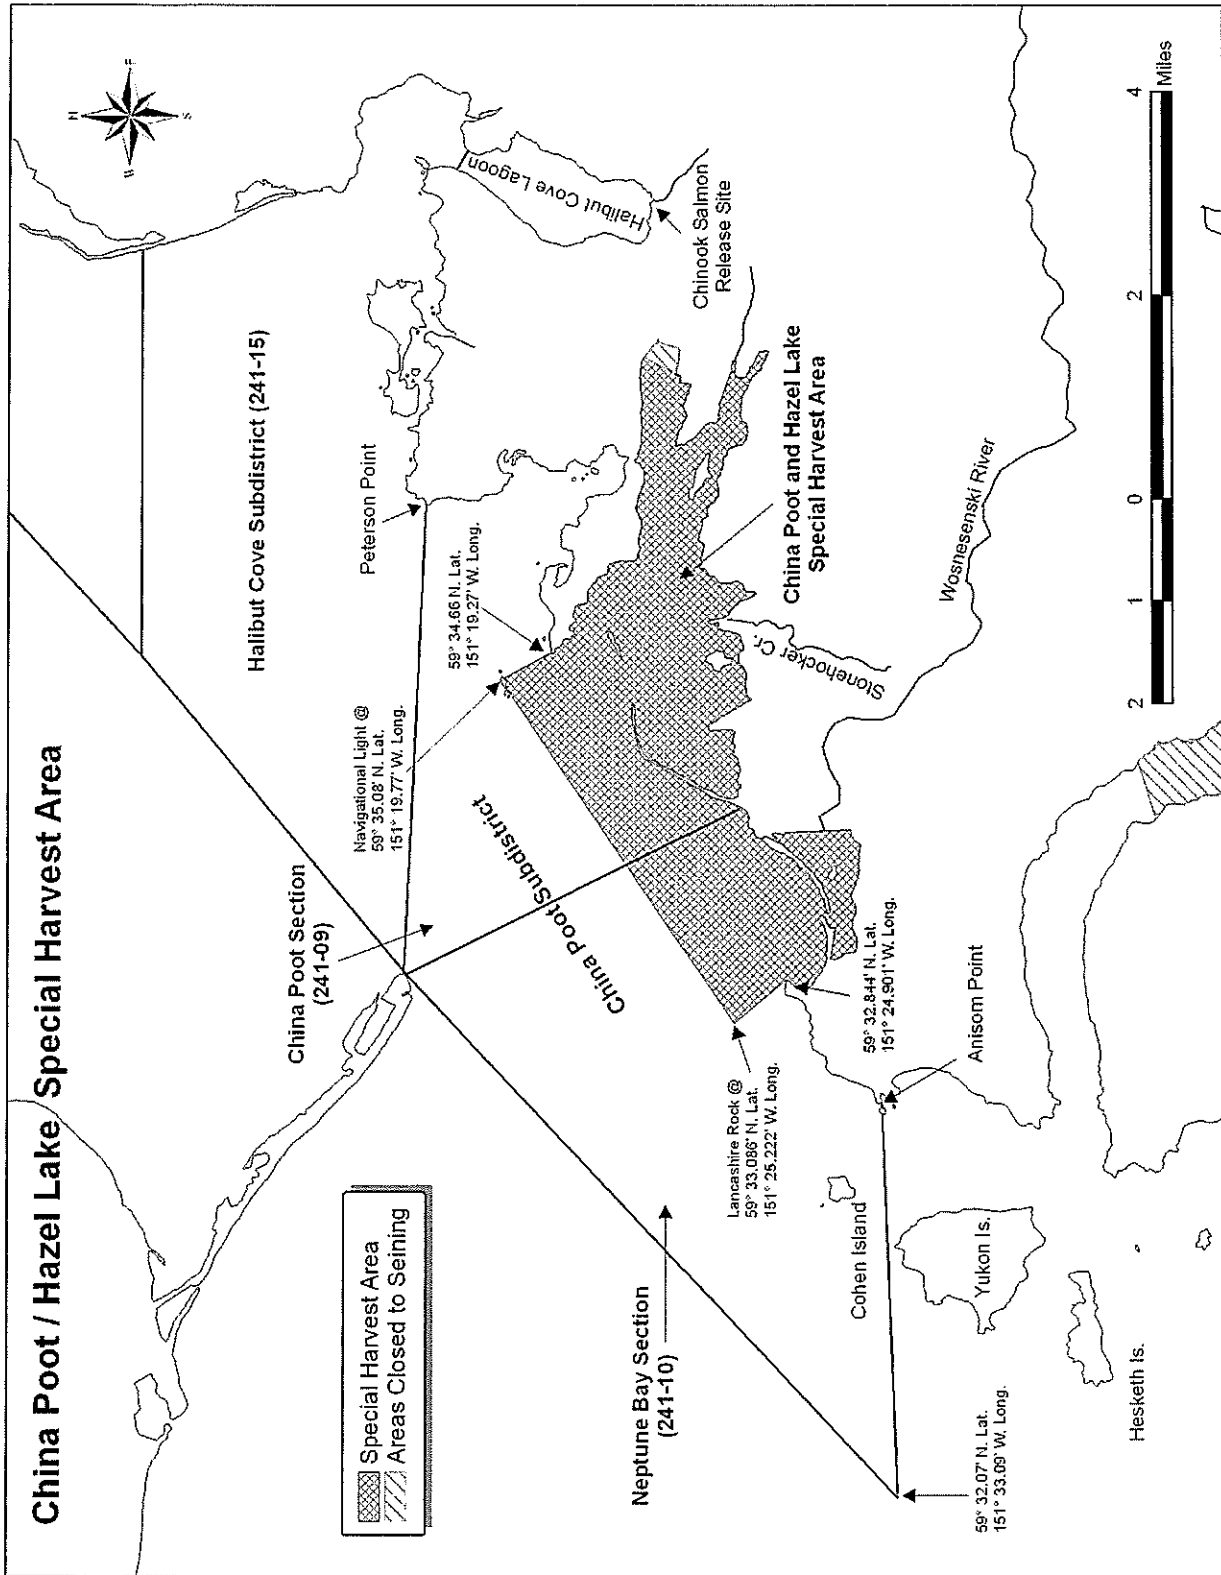 China Poot / Hazel Lake Special Harvest Area
N
E
S
W
Halibut Cove Subdistrict (241-15)
Halibut Cove Lagoon
Chinook Salmon
Release Site
Peterson Point
Navigational Light @
59° 35.08' N. Lat.
151° 19.77' W. Long.
59° 34.66 N. Lat.
151° 19.27' W. Long.
China Poot Section
(241-09)
China Poot Subdistrict
China Poot and Hazel Lake
Special Harvest Area
Stonehocker Cr.
Wosnesenski River
Special Harvest Area
Areas Closed to Seining
Neptune Bay Section
(241-10)
Lancashire Rock @
59° 33.086' N. Lat.
151° 25.222' W. Long.
59° 32.844' N. Lat.
151° 24.901' W. Long.
Anisom Point
Cohen Island
Yukon Is.
Hesketh Is.
59° 32.07' N. Lat.
151° 33.09' W. Long.
2 1 0 2 4
Miles